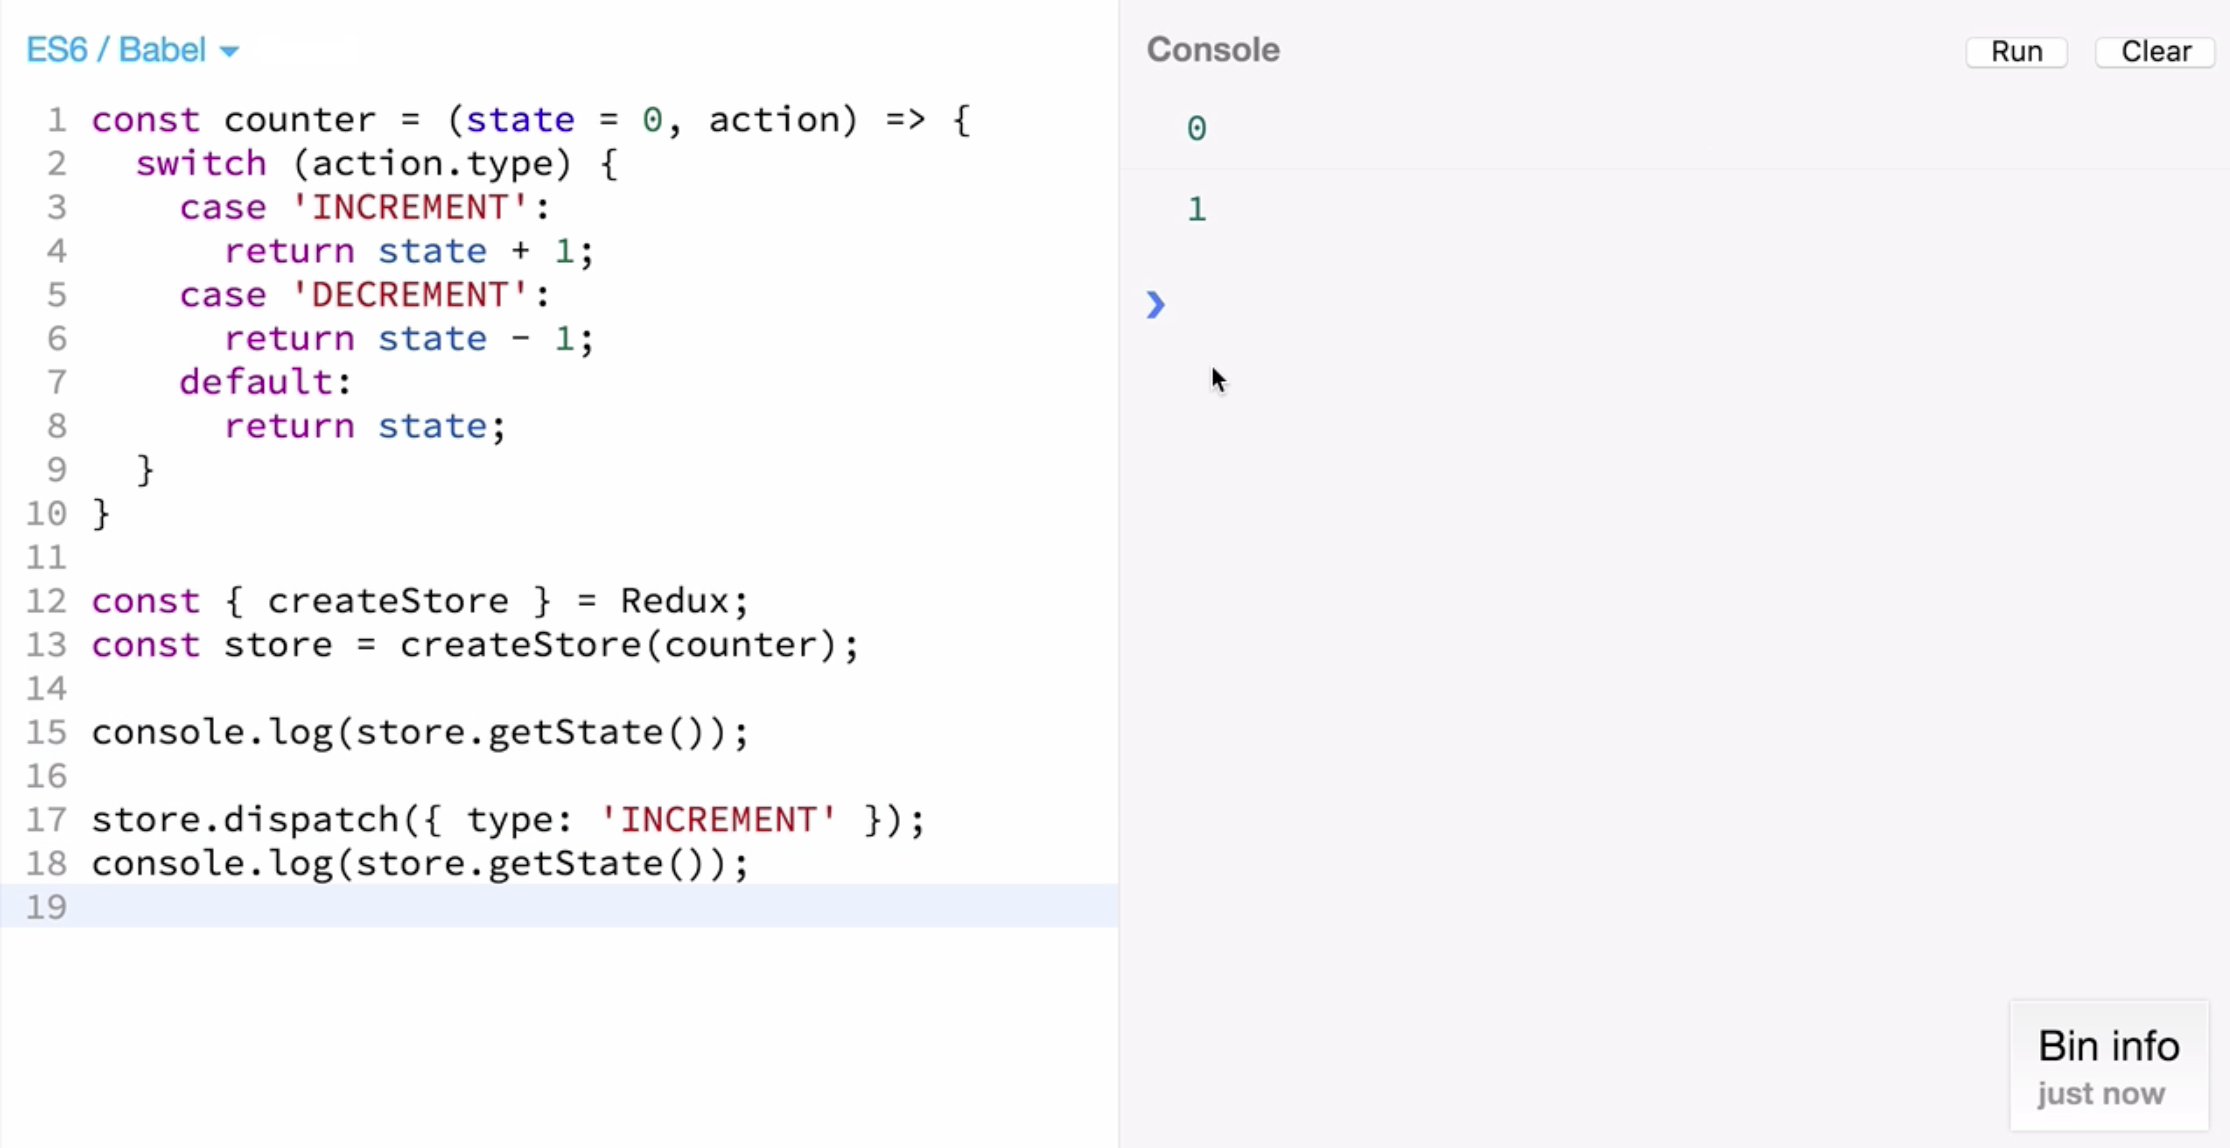 ES6 / Babel
1 const counter = (state = 0, action) => {
2   switch (action.type) {
3     case 'INCREMENT':
4       return state + 1;
5     case 'DECREMENT':
6       return state - 1;
7     default:
8       return state;
9   }
10 }
11
12 const { createStore } = Redux;
13 const store = createStore(counter);
14
15 console.log(store.getState());
16
17 store.dispatch({ type: 'INCREMENT' });
18 console.log(store.getState());
19
Console
Run
Clear
0
1
❯
Bin info
just now